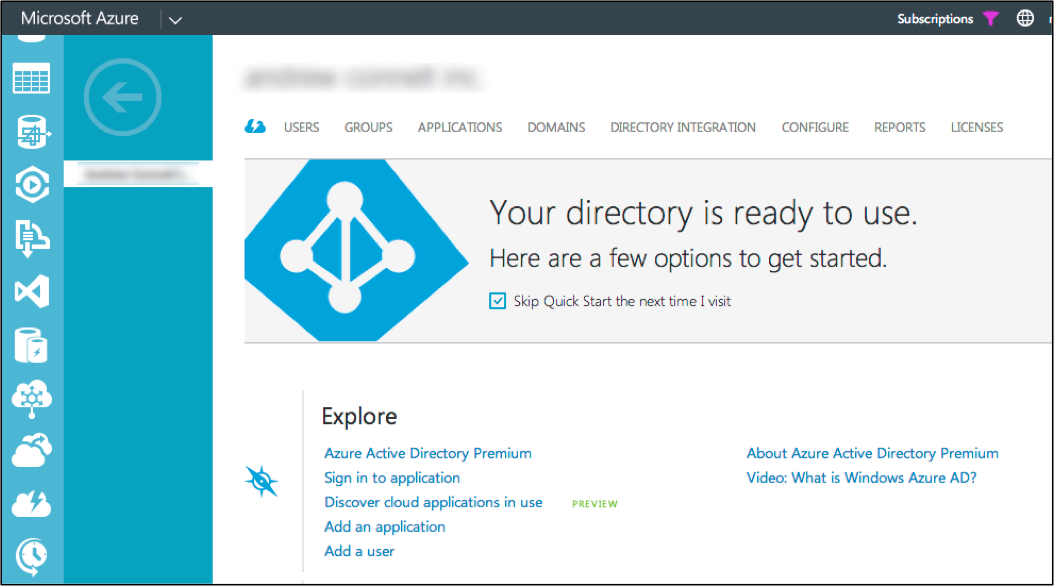 Microsoft Azure
Subscriptions
USERS GROUPS APPLICATIONS DOMAINS DIRECTORY INTEGRATION CONFIGURE REPORTS LICENSES
Your directory is ready to use.
Here are a few options to get started.
Skip Quick Start the next time I visit
Explore
Azure Active Directory Premium
Sign in to application
Discover cloud applications in use PREVIEW
Add an application
Add a user
About Azure Active Directory Premium
Video: What is Windows Azure AD?